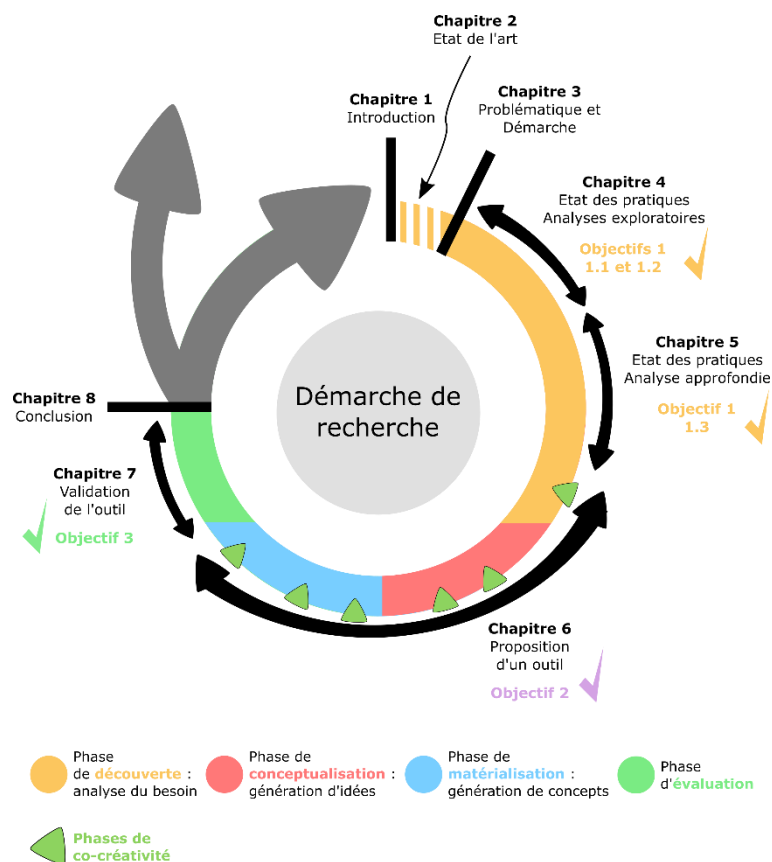 Chapitre 2
Etat de l'art
Chapitre 1
Introduction
Chapitre 3
Problématique et
Démarche
Chapitre 4
Etat des pratiques
Analyses exploratoires
Objectifs 1
1.1 et 1.2
Chapitre 5
Etat des pratiques
Analyse approfondie
Objectif 1
1.3
Démarche de
recherche
Chapitre 8
Conclusion
Chapitre 7
Validation
de l'outil
Objectif 3
Chapitre 6
Proposition
d'un outil
Objectif 2
Phase
de découverte :
analyse du besoin
Phase de
conceptualisation :
génération d'idées
Phase de
matérialisation :
génération de concepts
Phase
d'évaluation
Phases de
co-créativité